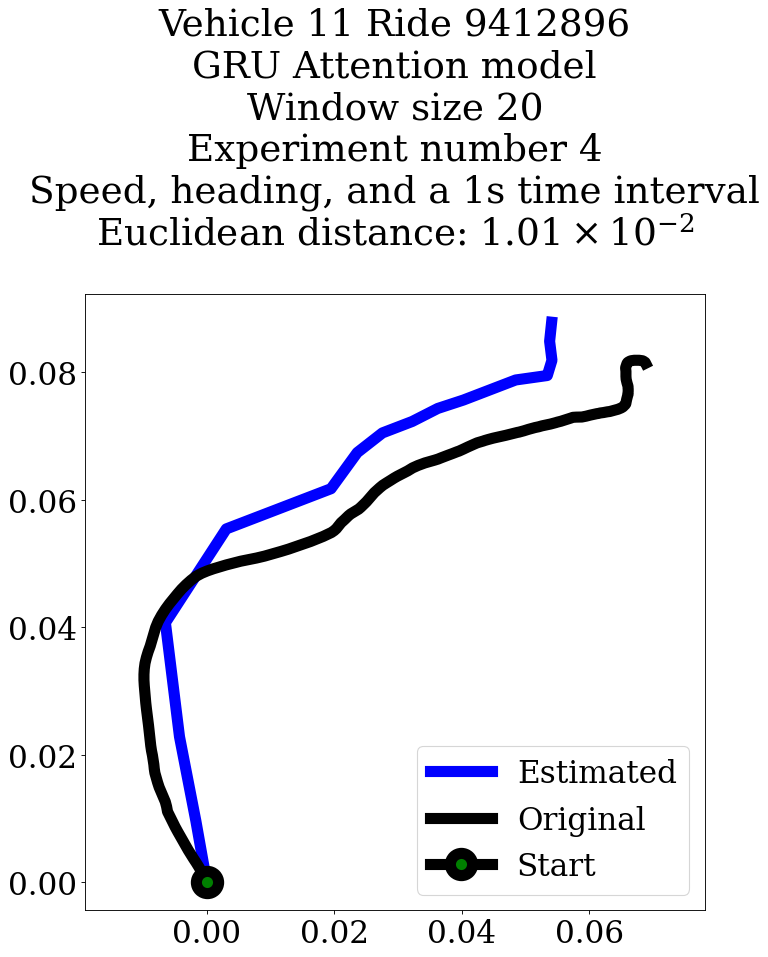 Vehicle 11 Ride 9412896
GRU Attention model
Window size 20
Experiment number 4
Speed, heading, and a 1s time interval
Euclidean distance: 1.01 × 10⁻²
0.08
0.06
0.04
0.02
0.00
Estimated
Original
Start
0.00 0.02 0.04 0.06